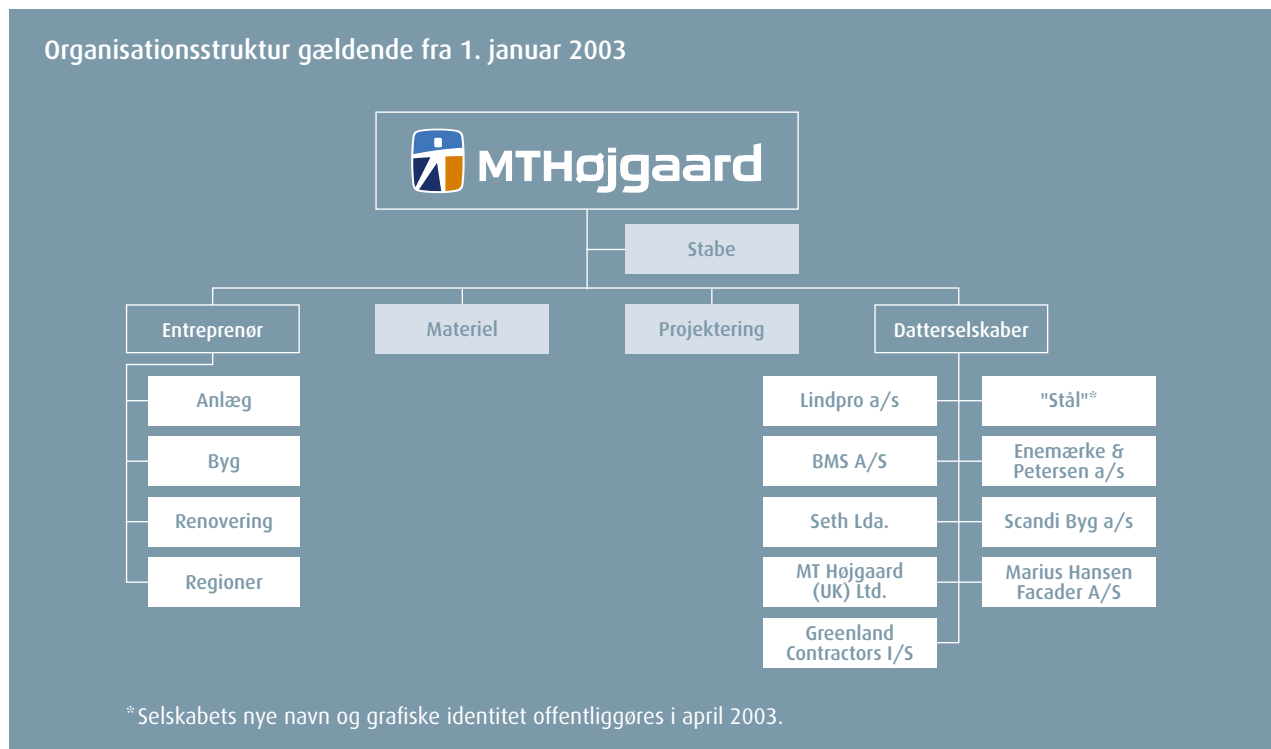 Organisationsstruktur gældende fra 1. januar 2003
MTHøjgaard
Stabe
Entreprenør
Materiel
Projektering
Datterselskaber
Anlæg
Byg
Renovering
Regioner
Lindpro a/s
BMS A/S
Seth Lda.
MT Højgaard
(UK) Ltd.
Greenland
Contractors I/S
"Stål"*
Enemærke &
Petersen a/s
Scandi Byg a/s
Marius Hansen
Facader A/S
*Selskabets nye navn og grafiske identitet offentliggøres i april 2003.